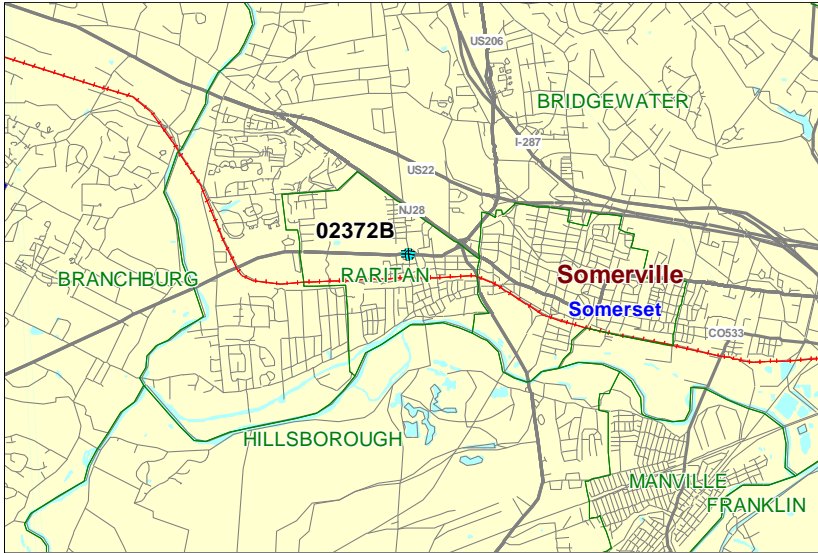 US206
BRIDGEWATER
I-287
US22
NJ28
02372B
BRANCHBURG
RARITAN
Somerville
Somerset
CO533
HILLSBOROUGH
MANVILLE
FRANKLIN